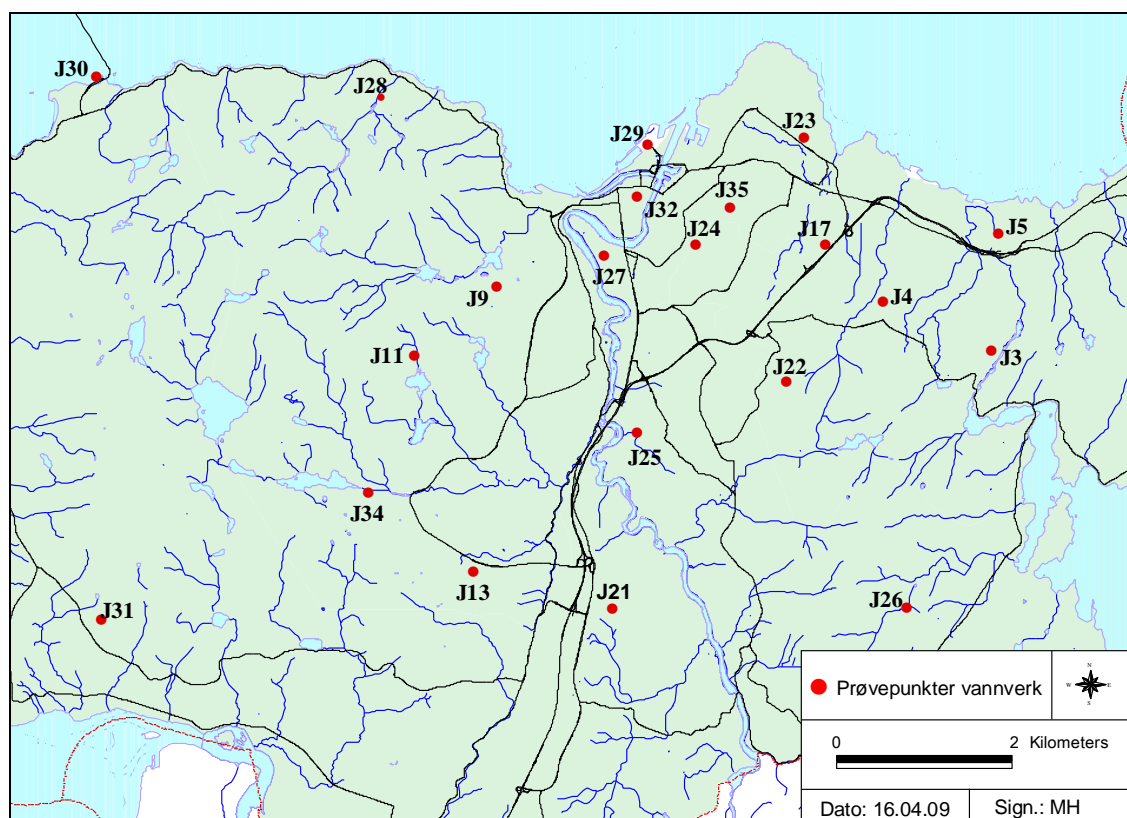 J30
J28
J29
J23
J35
J32
J5
J24
J17
J27
J9
J4
J11
J3
J22
J25
J34
J13
J21
J26
J31
Prøvepunkter vannverk
N
W E
S
0 2 Kilometers
Dato: 16.04.09 Sign.: MH